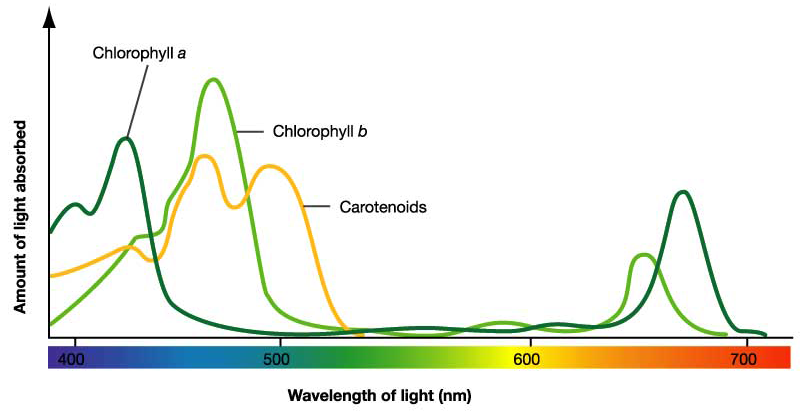 Chlorophyll a
Chlorophyll b
Carotenoids
Amount of light absorbed
400 500 600 700
Wavelength of light (nm)